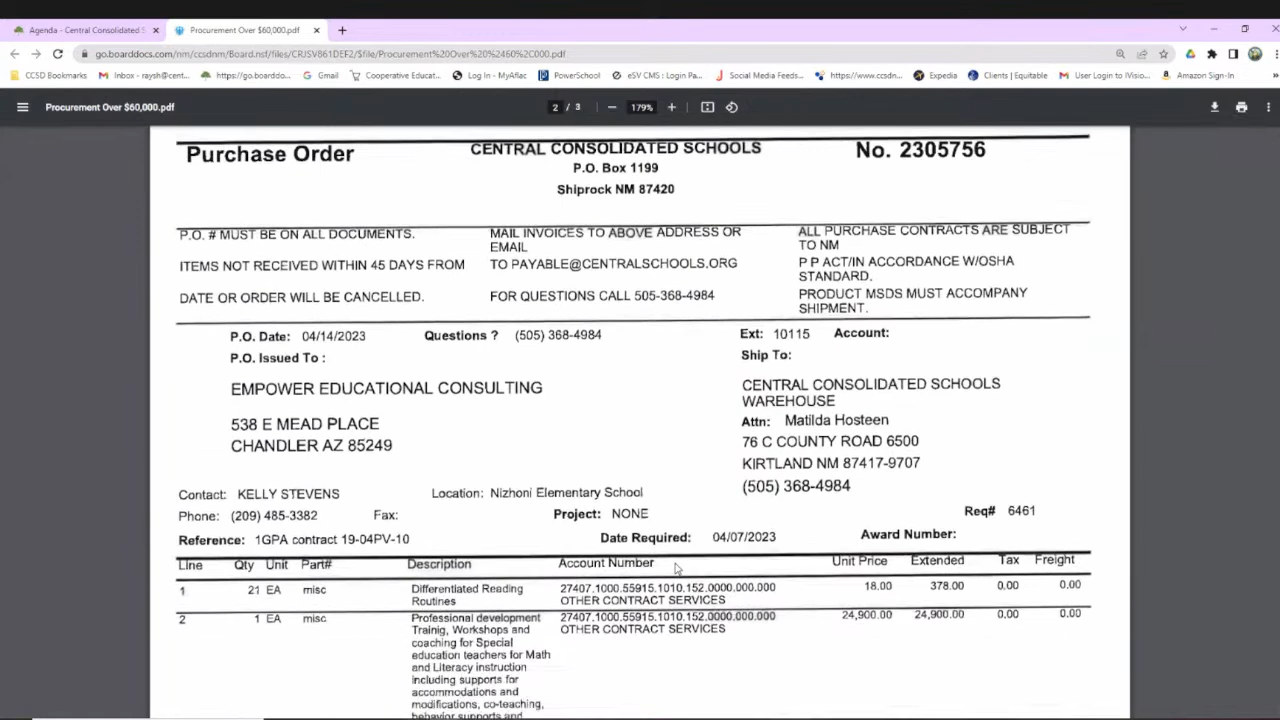 Agenda - Central Consolidated S
Procurement Over $60,000.pdf
go.boarddocs.com/nm/ccsdnm/Board.nsf/files/CRJSV861DEF2/$file/Procurement%20Over%20%2460%2C000.pdf
CCSD Bookmarks
Inbox - raysh@cent...
https://go.boarddo...
Gmail
Cooperative Educat...
Log In - MyAflac
PowerSchool
eSV CMS : Login Pa...
Social Media Feeds...
https://www.ccsdn...
Expedia
Clients | Equitable
User Login to iVisio...
Amazon Sign-In
Procurement Over $60,000.pdf
2 / 3
179%
Purchase Order
CENTRAL CONSOLIDATED SCHOOLS
No. 2305756
P.O. Box 1199
Shiprock NM 87420
P.O. # MUST BE ON ALL DOCUMENTS.
ITEMS NOT RECEIVED WITHIN 45 DAYS FROM
DATE OR ORDER WILL BE CANCELLED.
MAIL INVOICES TO ABOVE ADDRESS OR
EMAIL
TO PAYABLE@CENTRALSCHOOLS.ORG
FOR QUESTIONS CALL 505-368-4984
ALL PURCHASE CONTRACTS ARE SUBJECT
TO NM
P P ACT/IN ACCORDANCE W/OSHA
STANDARD.
PRODUCT MSDS MUST ACCOMPANY
SHIPMENT.
P.O. Date: 04/14/2023 Questions ? (505) 368-4984 Ext: 10115 Account:
P.O. Issued To :
EMPOWER EDUCATIONAL CONSULTING
538 E MEAD PLACE
CHANDLER AZ 85249
Ship To:
CENTRAL CONSOLIDATED SCHOOLS
WAREHOUSE
Attn: Matilda Hosteen
76 C COUNTY ROAD 6500
KIRTLAND NM 87417-9707
(505) 368-4984
Contact: KELLY STEVENS Location: Nizhoni Elementary School
Phone: (209) 485-3382 Fax: Project: NONE Req# 6461
Reference: 1GPA contract 19-04PV-10 Date Required: 04/07/2023 Award Number:
Line Qty Unit Part# Description Account Number Unit Price Extended Tax Freight
1 21 EA misc Differentiated Reading 27407.1000.55915.1010.152.0000.000.000 18.00 378.00 0.00 0.00
Routines OTHER CONTRACT SERVICES
2 1 EA misc Professional development 27407.1000.55915.1010.152.0000.000.000 24,900.00 24,900.00 0.00 0.00
Trainig, Workshops and OTHER CONTRACT SERVICES
coaching for Special
education teachers for Math
and Literacy instruction
including supports for
accommodations and
modifications, co-teaching,
behavior supports and